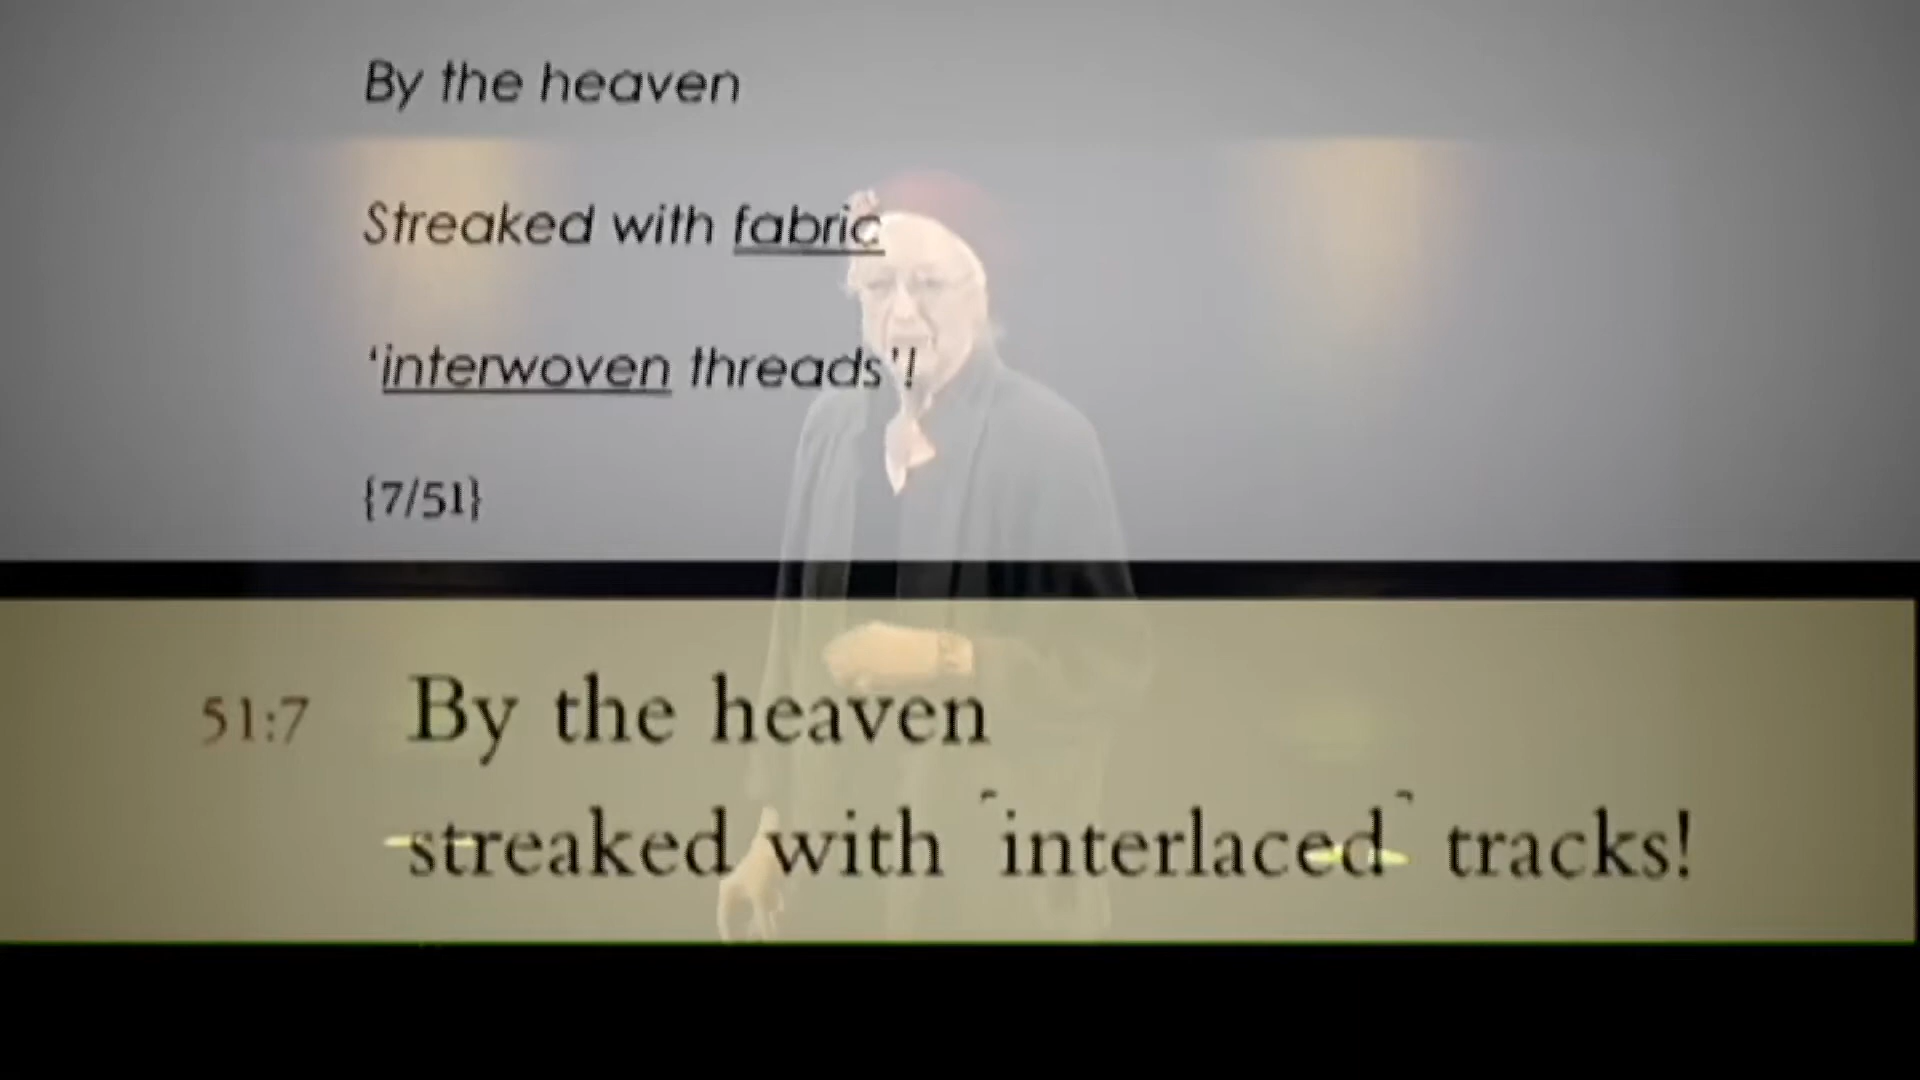 By the heaven
Streaked with fabric
‘interwoven threads’!
{7/51}
51:7 By the heaven
streaked with ⸢interlaced⸣ tracks!